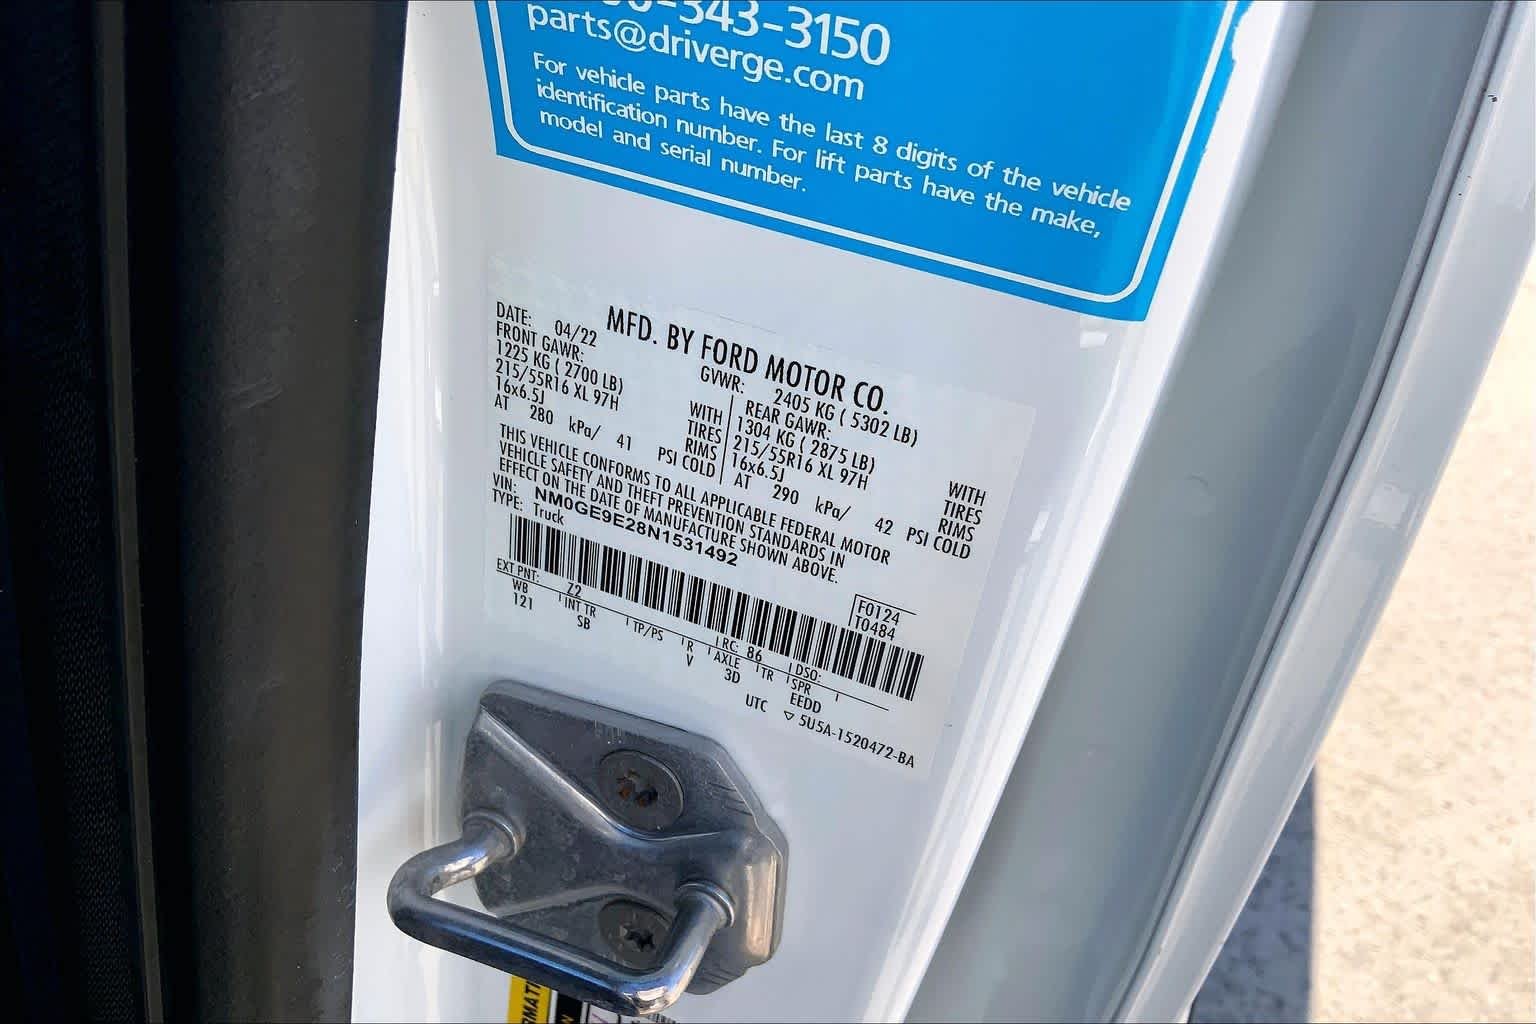 -343-3150
parts@driverge.com
For vehicle parts have the last 8 digits of the vehicle
identification number. For lift parts have the make,
model and serial number.
MFD. BY FORD MOTOR CO.
DATE: 04/22 GVWR: 2405 KG ( 5302 LB)
FRONT GAWR: REAR GAWR:
1225 KG ( 2700 LB) WITH 1304 KG ( 2875 LB) WITH
215/55R16 XL 97H TIRES 215/55R16 XL 97H TIRES
16x6.5J RIMS 16x6.5J RIMS
AT 280 kPa/ 41 PSI COLD AT 290 kPa/ 42 PSI COLD
THIS VEHICLE CONFORMS TO ALL APPLICABLE FEDERAL MOTOR
VEHICLE SAFETY AND THEFT PREVENTION STANDARDS IN
EFFECT ON THE DATE OF MANUFACTURE SHOWN ABOVE.
VIN: NM0GE9E28N1531492
TYPE: Truck
F0124
T0484
EXT PNT: Z2 RC: 86 DSO:
WB INT TR TP/PS R AXLE TR SPR
121 SB V 3D EEDD
UTC ▽ 5U5A-1520472-BA